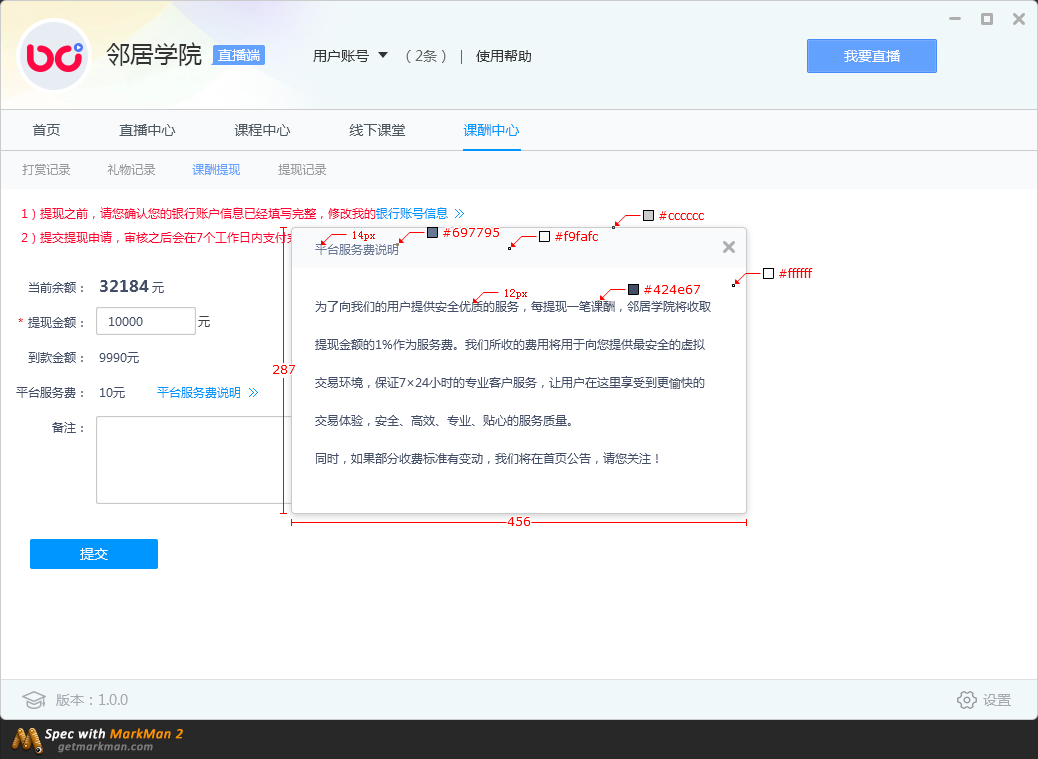 邻居学院 直播端 用户账号 （2条） | 使用帮助 我要直播
首页 直播中心 课程中心 线下课堂 课酬中心
打赏记录 礼物记录 课酬提现 提现记录
1）提现之前，请您确认您的银行账户信息已经填写完整，修改我的银行账号信息 >>
#cccccc
2）提交提现申请，审核之后会在7个工作日内支付
14px #697795 #f9fafc
平台服务费说明
#ffffff
当前余额： 32184 元
12px #424e67
为了向我们的用户提供安全优质的服务，每提现一笔课酬，邻居学院将收取
* 提现金额： 10000 元
提现金额的1%作为服务费。我们所收的费用将用于向您提供最安全的虚拟
到款金额： 9990元
287
交易环境，保证7×24小时的专业客户服务，让用户在这里享受到更愉快的
平台服务费： 10元 平台服务费说明 >>
交易体验，安全、高效、专业、贴心的服务质量。
备注：
同时，如果部分收费标准有变动，我们将在首页公告，请您关注！
456
提交
版本：1.0.0 设置
Spec with MarkMan 2
getmarkman.com